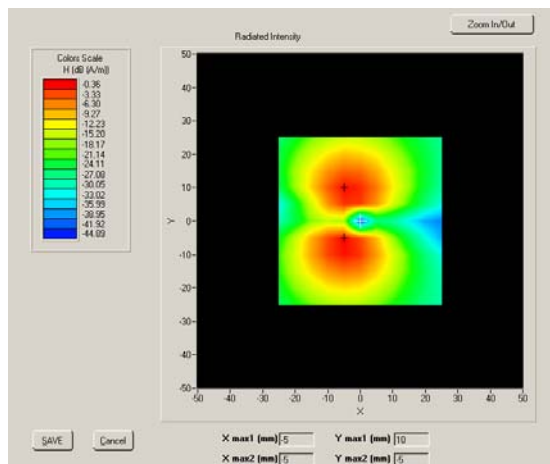 Zoom In/Out
Radiated Intensity
Colors Scale
H (dB (A/m))
-0.36
-3.33
-6.30
-9.27
-12.23
-15.20
-18.17
-21.14
-24.11
-27.08
-30.05
-33.02
-35.99
-38.95
-41.92
-44.89
50
40
30
20
10
0
-10
-20
-30
-40
-50
Y
-50 -40 -30 -20 -10 0 10 20 30 40 50
X
SAVE Cancel
X max1 (mm) -5 Y max1 (mm) 10
X max2 (mm) -5 Y max2 (mm) -5